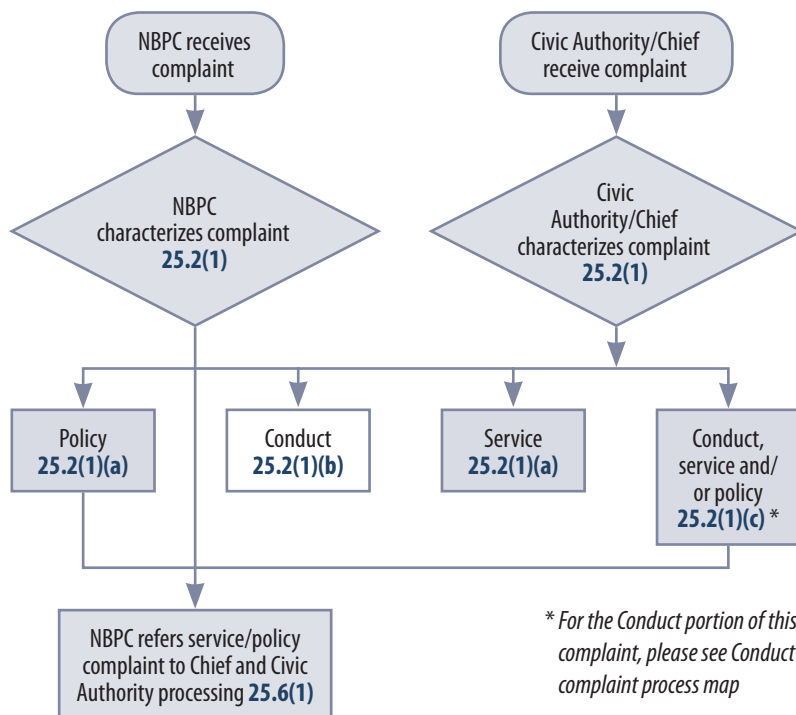 NBPC receives
complaint
Civic Authority/Chief
receive complaint
NBPC
characterizes complaint
25.2(1)
Civic
Authority/Chief
characterizes complaint
25.2(1)
Policy
25.2(1)(a)
Conduct
25.2(1)(b)
Service
25.2(1)(a)
Conduct,
service and/
or policy
25.2(1)(c) *
NBPC refers service/policy
complaint to Chief and Civic
Authority processing 25.6(1)
* For the Conduct portion of this
complaint, please see Conduct
complaint process map